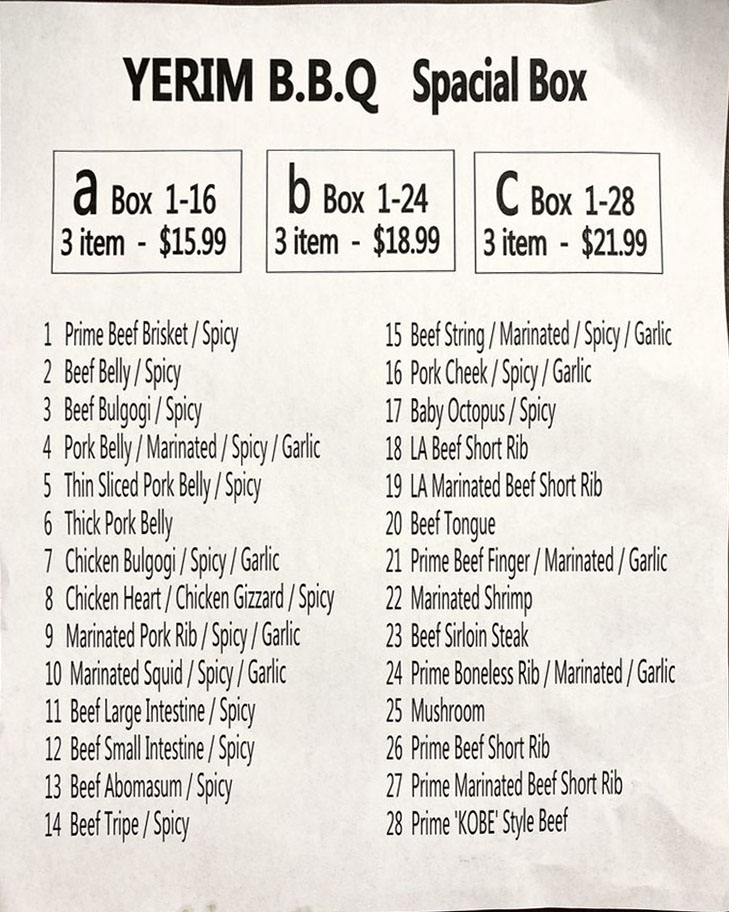 YERIM B.B.Q Spacial Box
a Box 1-16
3 item - $15.99
b Box 1-24
3 item - $18.99
C Box 1-28
3 item - $21.99
1 Prime Beef Brisket / Spicy
2 Beef Belly / Spicy
3 Beef Bulgogi / Spicy
4 Pork Belly / Marinated / Spicy / Garlic
5 Thin Sliced Pork Belly / Spicy
6 Thick Pork Belly
7 Chicken Bulgogi / Spicy / Garlic
8 Chicken Heart / Chicken Gizzard / Spicy
9 Marinated Pork Rib / Spicy / Garlic
10 Marinated Squid / Spicy / Garlic
11 Beef Large Intestine / Spicy
12 Beef Small Intestine / Spicy
13 Beef Abomasum / Spicy
14 Beef Tripe / Spicy
15 Beef String / Marinated / Spicy / Garlic
16 Pork Cheek / Spicy / Garlic
17 Baby Octopus / Spicy
18 LA Beef Short Rib
19 LA Marinated Beef Short Rib
20 Beef Tongue
21 Prime Beef Finger / Marinated / Garlic
22 Marinated Shrimp
23 Beef Sirloin Steak
24 Prime Boneless Rib / Marinated / Garlic
25 Mushroom
26 Prime Beef Short Rib
27 Prime Marinated Beef Short Rib
28 Prime 'KOBE' Style Beef